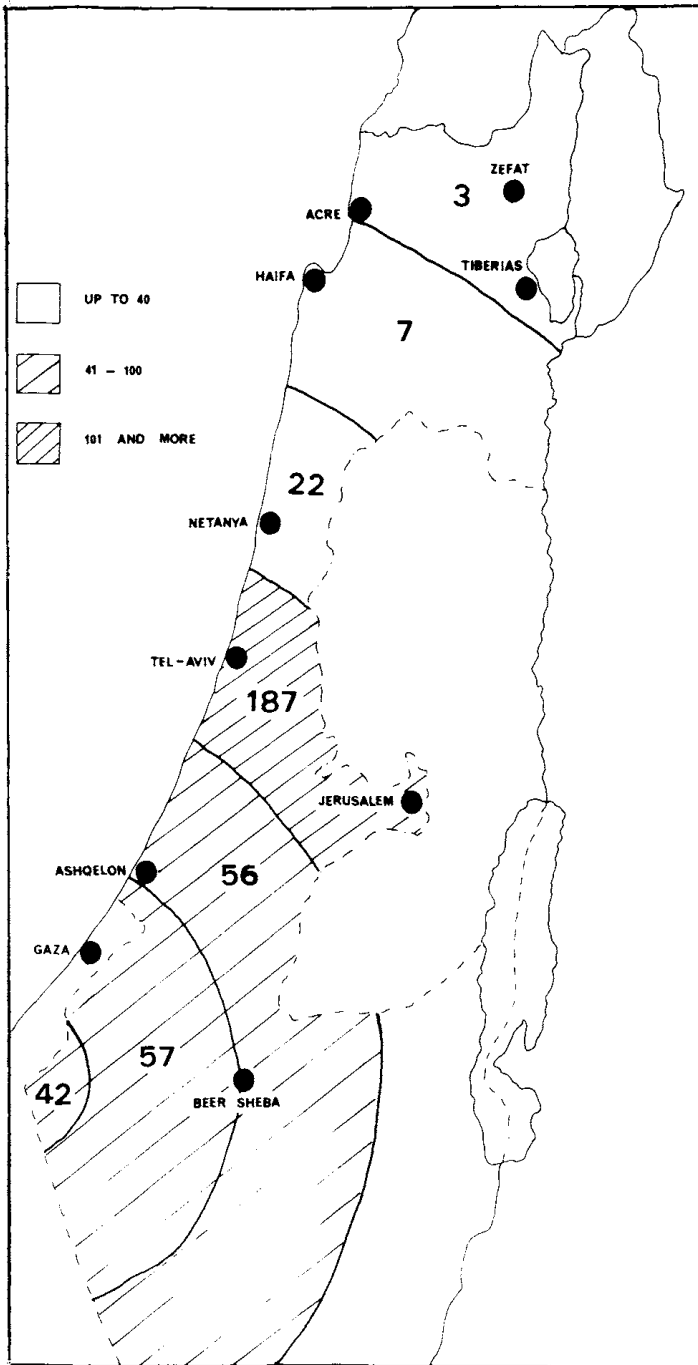 ZEFAT
3
ACRE
TIBERIAS
HAIFA
UP TO 40
7
41 – 100
101 AND MORE
22
NETANYA
TEL-AVIV
187
JERUSALEM
ASHQELON
56
GAZA
57
42
BEER SHEBA